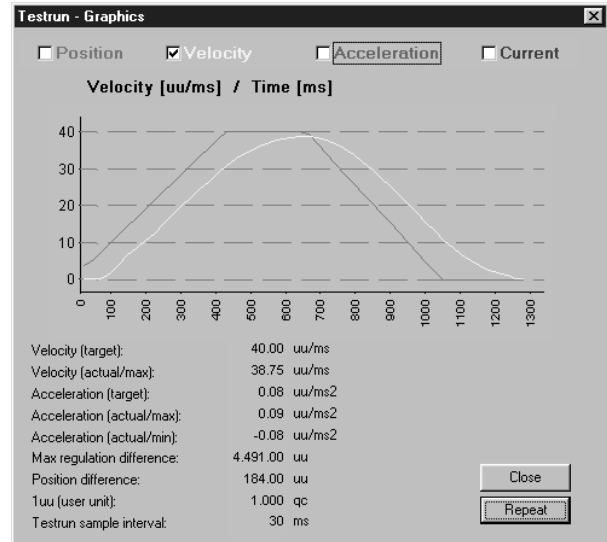 Testrun - Graphics
Position Velocity Acceleration Current
Velocity [uu/ms] / Time [ms]
40
30
20
10
0
0 100 200 300 400 500 600 700 800 900 1000 1100 1200 1300
Velocity (target): 40.00 uu/ms
Velocity (actual/max): 38.75 uu/ms
Acceleration (target): 0.08 uu/ms2
Acceleration (actual/max): 0.09 uu/ms2
Acceleration (actual/min): -0.08 uu/ms2
Max regulation difference: 4.491.00 uu
Position difference: 184.00 uu
1uu (user unit): 1.000 qc
Testrun sample interval: 30 ms
Close
Repeat